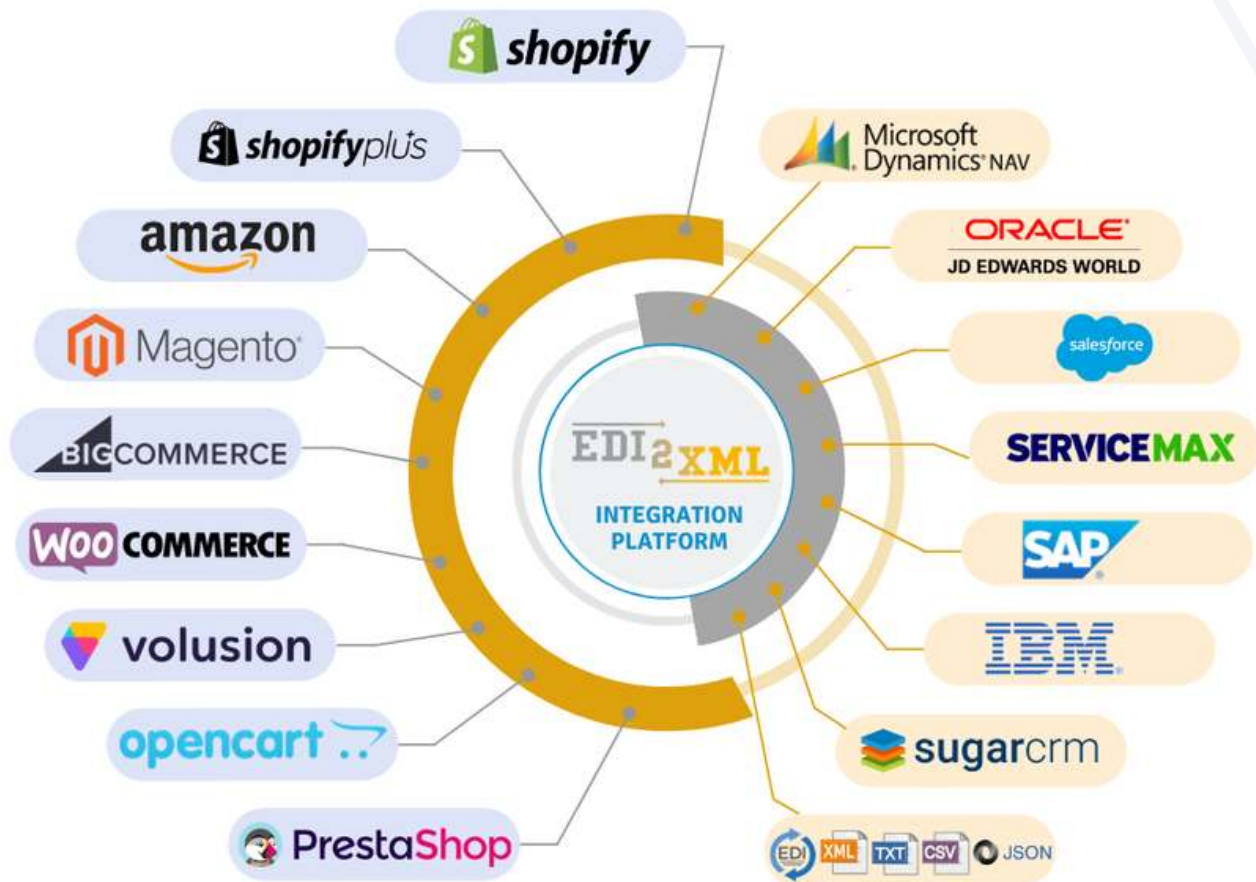 shopify
shopifyplus
amazon
Magento
BIGCOMMERCE
WOO COMMERCE
volusion
opencart
PrestaShop
EDI2XML
INTEGRATION
PLATFORM
Microsoft
Dynamics® NAV
ORACLE®
JD EDWARDS WORLD
salesforce
SERVICEMAX
SAP®
IBM®
sugarcrm
EDI XML TXT CSV JSON